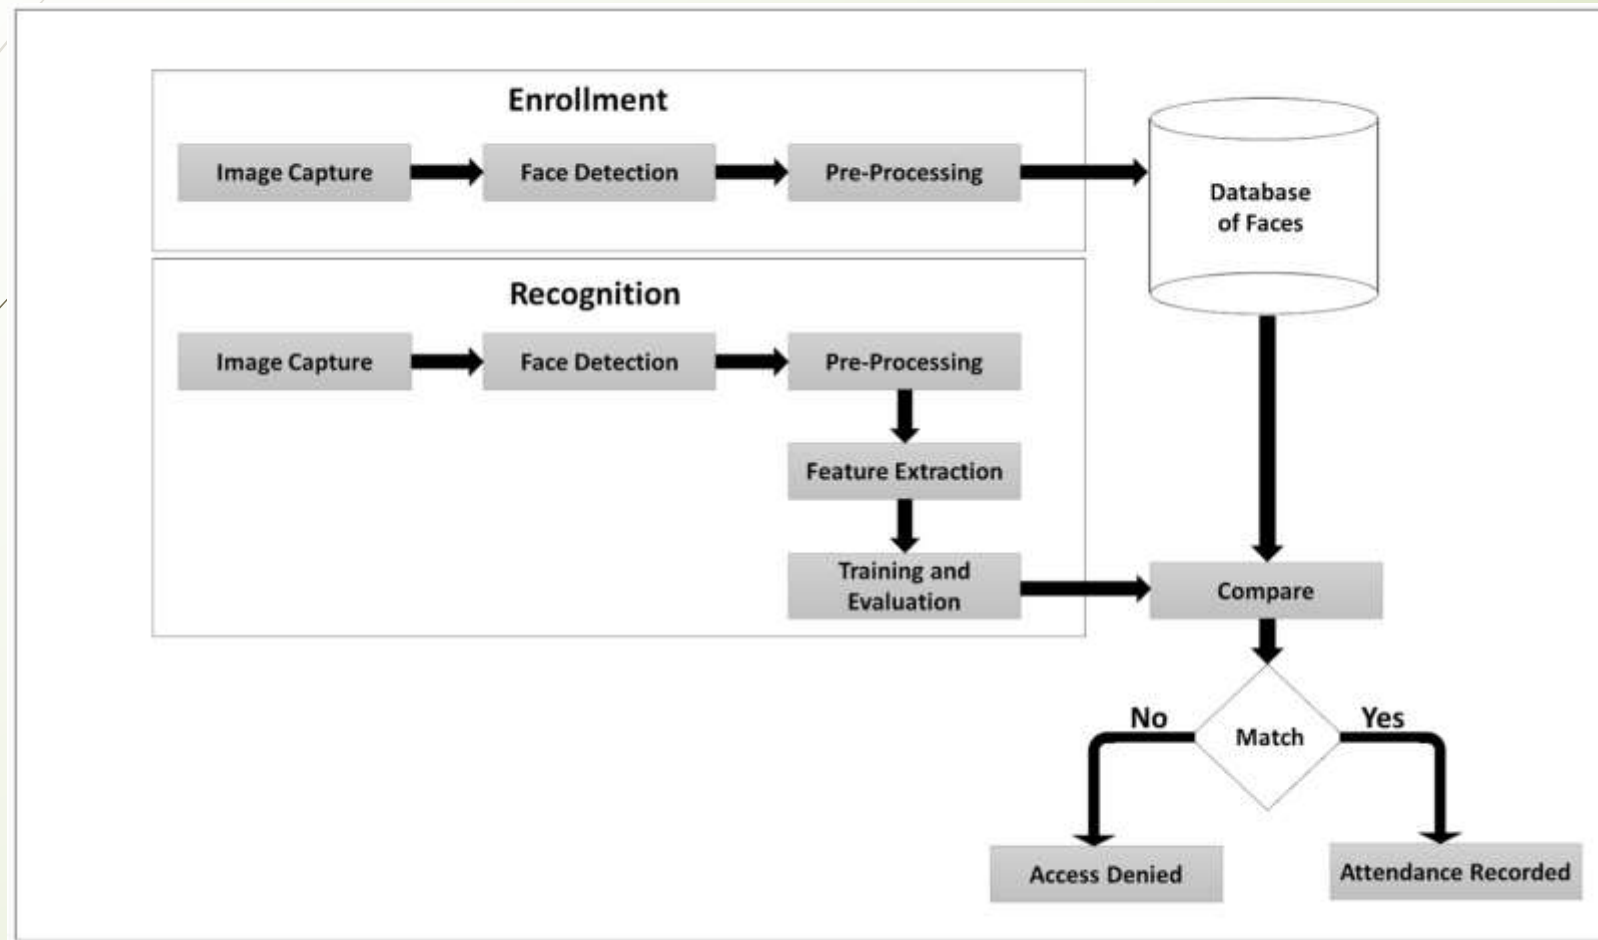 Enrollment
Image Capture
Face Detection
Pre-Processing
Database
of Faces
Recognition
Image Capture
Face Detection
Pre-Processing
Feature Extraction
Training and
Evaluation
Compare
No
Yes
Match
Access Denied
Attendance Recorded